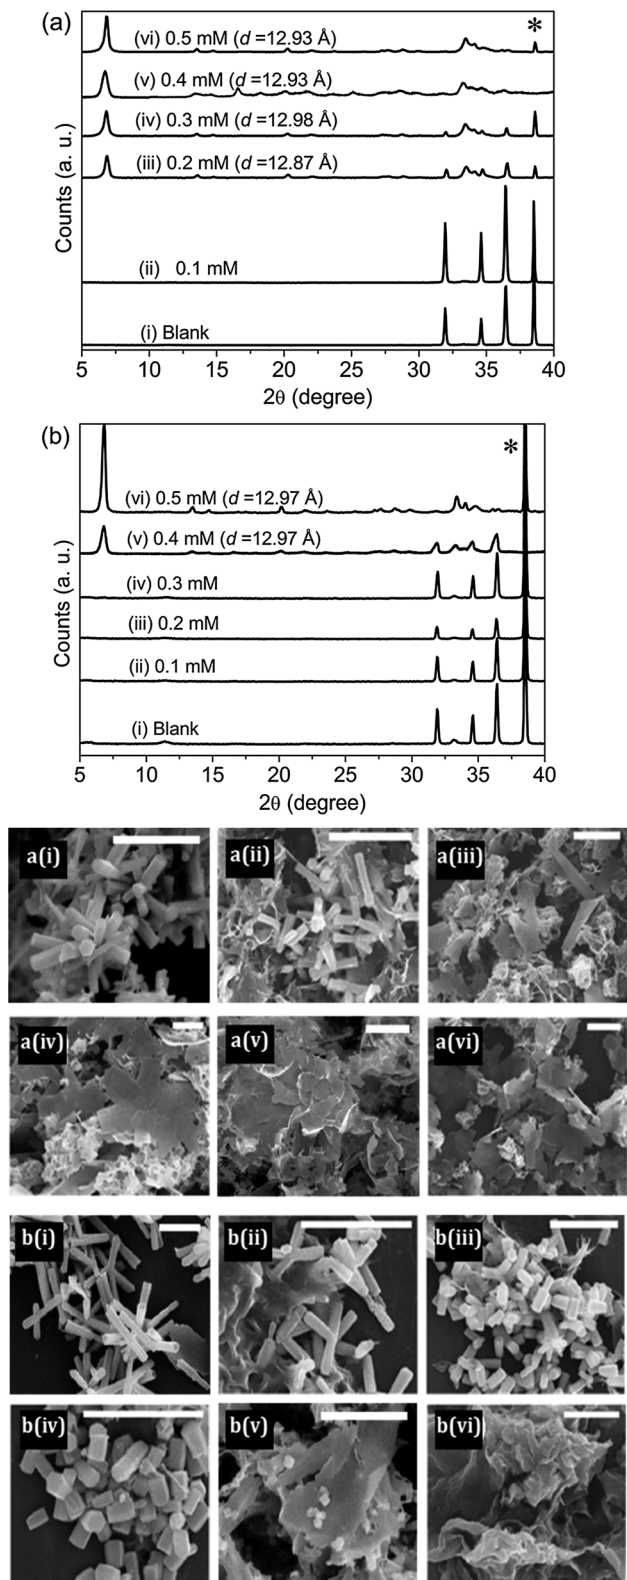 (a)
*
(vi) 0.5 mM (d =12.93 Å)
(v) 0.4 mM (d =12.93 Å)
(iv) 0.3 mM (d =12.98 Å)
(iii) 0.2 mM (d =12.87 Å)
(ii) 0.1 mM
(i) Blank
Counts (a. u.)
5 10 15 20 25 30 35 40
2θ (degree)
(b)
*
(vi) 0.5 mM (d =12.97 Å)
(v) 0.4 mM (d =12.97 Å)
(iv) 0.3 mM
(iii) 0.2 mM
(ii) 0.1 mM
(i) Blank
Counts (a. u.)
5 10 15 20 25 30 35 40
2θ (degree)
a(i) a(ii) a(iii)
a(iv) a(v) a(vi)
b(i) b(ii) b(iii)
b(iv) b(v) b(vi)